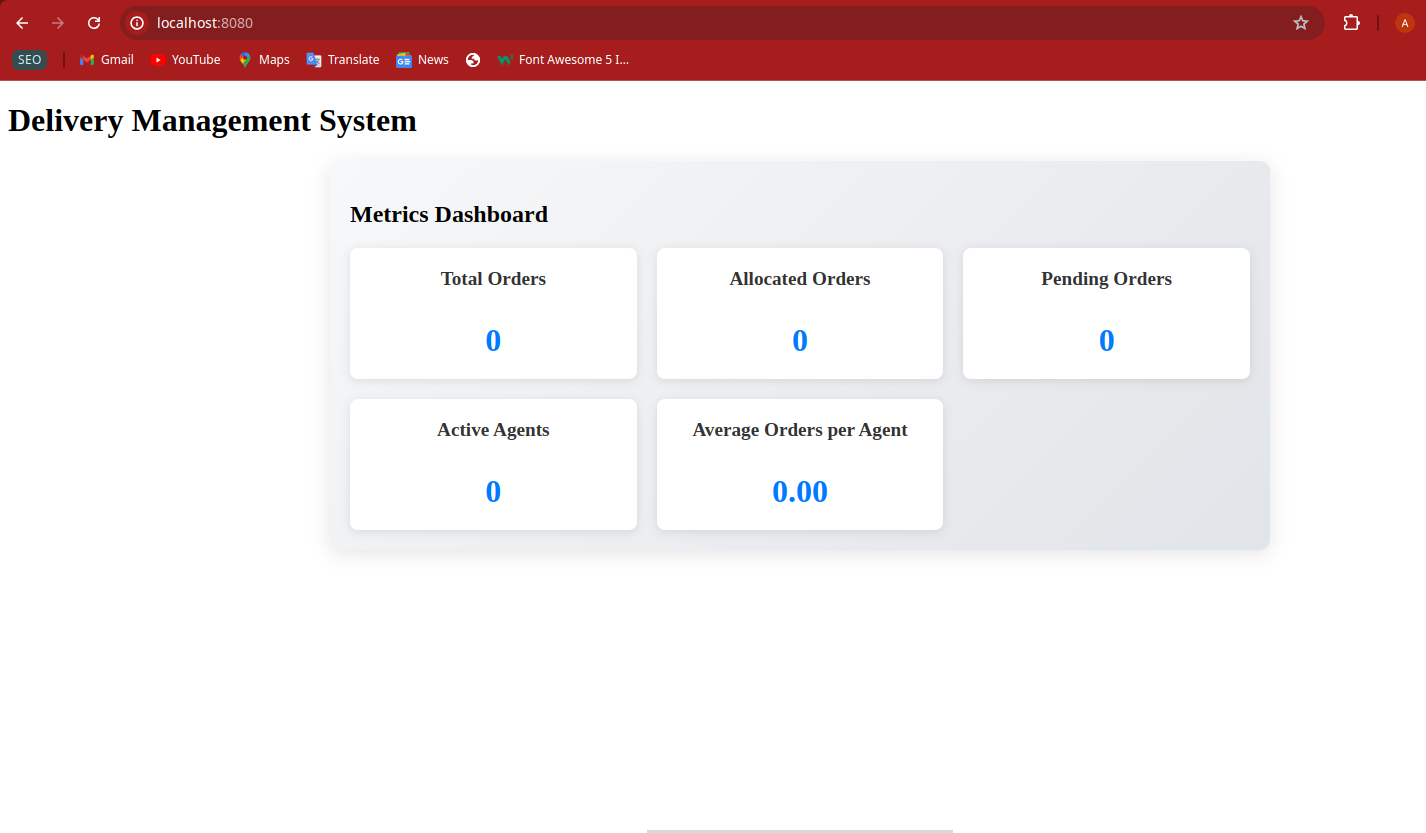 localhost:8080
A
SEO Gmail YouTube Maps Translate News Font Awesome 5 I...
Delivery Management System
Metrics Dashboard
Total Orders Allocated Orders Pending Orders
0 0 0
Active Agents Average Orders per Agent
0 0.00